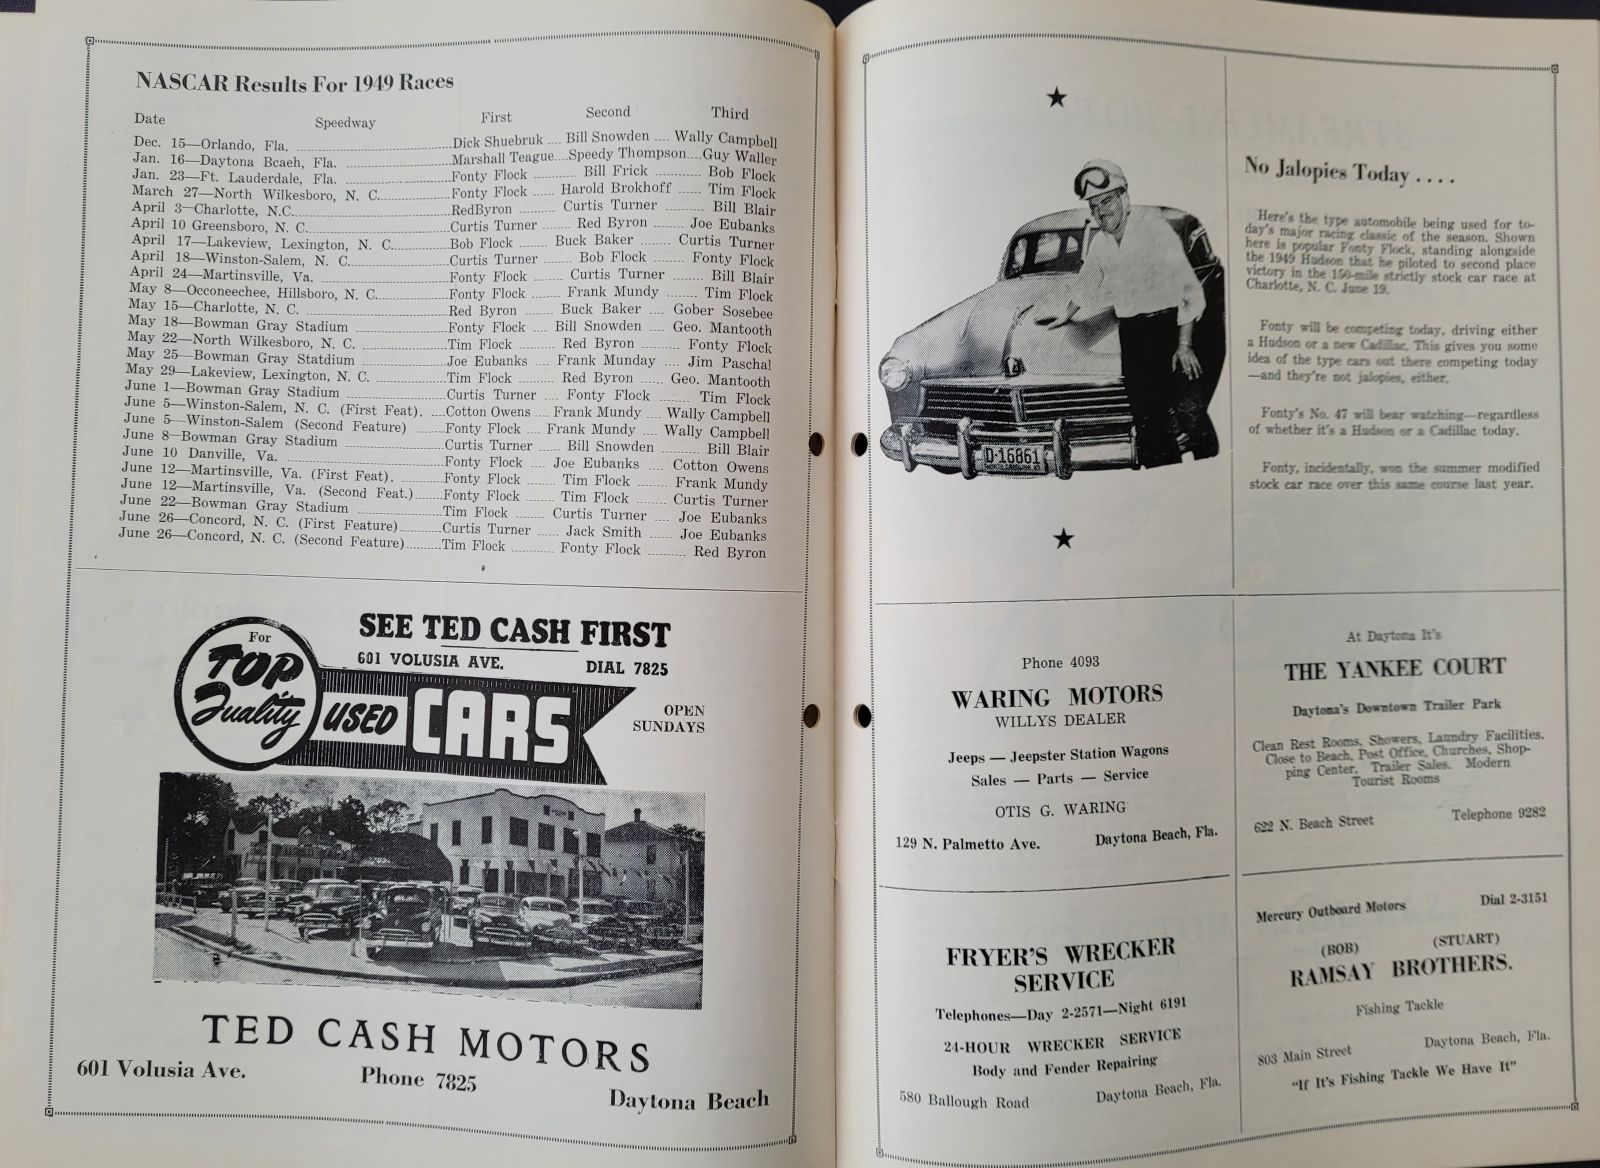 NASCAR Results For 1949 Races
Date Speedway First Second Third
Dec. 15—Orlando, Fla. Dick Shuebruk .... Bill Snowden .... Wally Campbell
Jan. 16—Daytona Bcaeh, Fla. Marshall Teague....Speedy Thompson....Guy Waller
Jan. 23—Ft. Lauderdale, Fla. Fonty Flock Bill Frick Bob Flock
March 27—North Wilkesboro, N. C. Fonty Flock Harold Brokhoff Tim Flock
April 3—Charlotte, N.C. RedByron Curtis Turner Bill Blair
April 10 Greensboro, N. C. Curtis Turner Red Byron Joe Eubanks
April 17—Lakeview, Lexington, N. C. Bob Flock Buck Baker Curtis Turner
April 18—Winston-Salem, N. C. Curtis Turner Bob Flock Fonty Flock
April 24—Martinsville, Va. Fonty Flock Curtis Turner Bill Blair
May 8—Occoneechee, Hillsboro, N. C. Fonty Flock Frank Mundy Tim Flock
May 15—Charlotte, N. C. Red Byron Buck Baker Gober Sosebee
May 18—Bowman Gray Stadium Fonty Flock Bill Snowden Geo. Mantooth
May 22—North Wilkesboro, N. C. Tim Flock Red Byron Fonty Flock
May 25—Bowman Gray Statdium Joe Eubanks Frank Munday Jim Paschal
May 29—Lakeview, Lexington, N. C. Tim Flock Red Byron Geo. Mantooth
June 1—Bowman Gray Stadium Curtis Turner Fonty Flock Tim Flock
June 5—Winston-Salem, N. C. (First Feat). Cotton Owens Frank Mundy Wally Campbell
June 5—Winston-Salem (Second Feature) Fonty Flock Frank Mundy Wally Campbell
June 8—Bowman Gray Stadium Curtis Turner Bill Snowden Bill Blair
June 10 Danville, Va. Fonty Flock Joe Eubanks Cotton Owens
June 12—Martinsville, Va. (First Feat). Fonty Flock Tim Flock Frank Mundy
June 12—Martinsville, Va. (Second Feat.) Fonty Flock Tim Flock Curtis Turner
June 22—Bowman Gray Stadium Tim Flock Curtis Turner Joe Eubanks
June 26—Concord, N. C. (First Feature) Curtis Turner Jack Smith Joe Eubanks
June 26—Concord, N. C. (Second Feature) Tim Flock Fonty Flock Red Byron
SEE TED CASH FIRST
601 VOLUSIA AVE. DIAL 7825
For
TOP
Quality
USED CARS
OPEN
SUNDAYS
TED CASH MOTORS
601 Volusia Ave. Phone 7825 Daytona Beach
D-16861
No Jalopies Today . . . .
Here's the type automobile being used for to-
day's major racing classic of the season. Shown
here is popular Fonty Flock, standing alongside
the 1949 Hudson that he piloted to second place
victory in the 150-mile strictly stock car race at
Charlotte, N. C. June 19.
Fonty will be competing today, driving either
a Hudson or a new Cadillac. This gives you some
idea of the type cars out there competing today
—and they're not jalopies, either.
Fonty's No. 47 will bear watching—regardless
of whether it's a Hudson or a Cadillac today.
Fonty, incidentally, won the summer modified
stock car race over this same course last year.
Phone 4093
WARING MOTORS
WILLYS DEALER
Jeeps — Jeepster Station Wagons
Sales — Parts — Service
OTIS G. WARING
129 N. Palmetto Ave. Daytona Beach, Fla.
At Daytona It's
THE YANKEE COURT
Daytona's Downtown Trailer Park
Clean Rest Rooms, Showers, Laundry Facilities.
Close to Beach, Post Office, Churches, Shop-
ping Center. Trailer Sales. Modern
Tourist Rooms
622 N. Beach Street Telephone 9282
FRYER'S WRECKER
SERVICE
Telephones—Day 2-2571—Night 6191
24-HOUR WRECKER SERVICE
Body and Fender Repairing
580 Ballough Road Daytona Beach, Fla.
Mercury Outboard Motors Dial 2-3151
(BOB) (STUART)
RAMSAY BROTHERS.
Fishing Tackle
803 Main Street Daytona Beach, Fla.
"If It's Fishing Tackle We Have It"